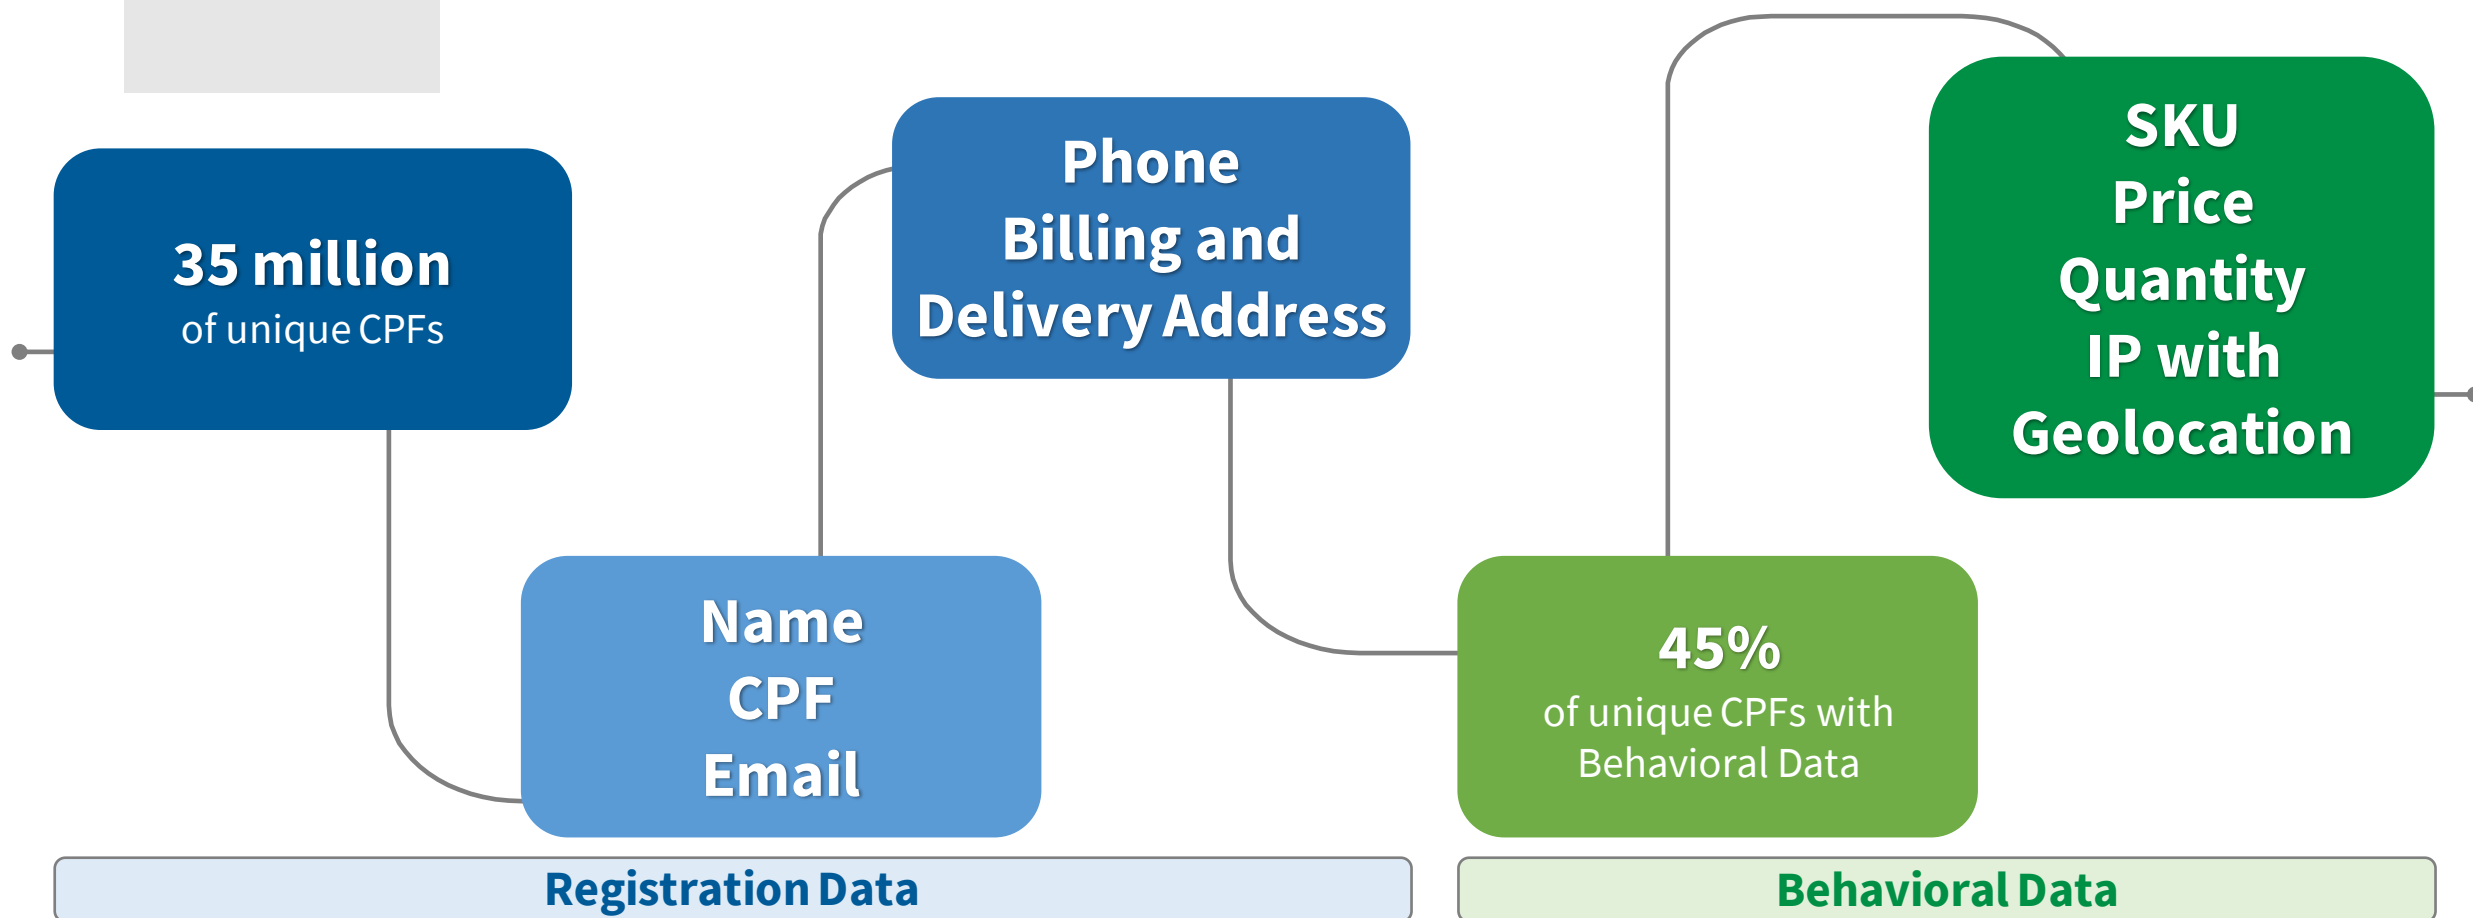 35 million
of unique CPFs
Name
CPF
Email
Phone
Billing and
Delivery Address
45%
of unique CPFs with
Behavioral Data
SKU
Price
Quantity
IP with
Geolocation
Registration Data
Behavioral Data